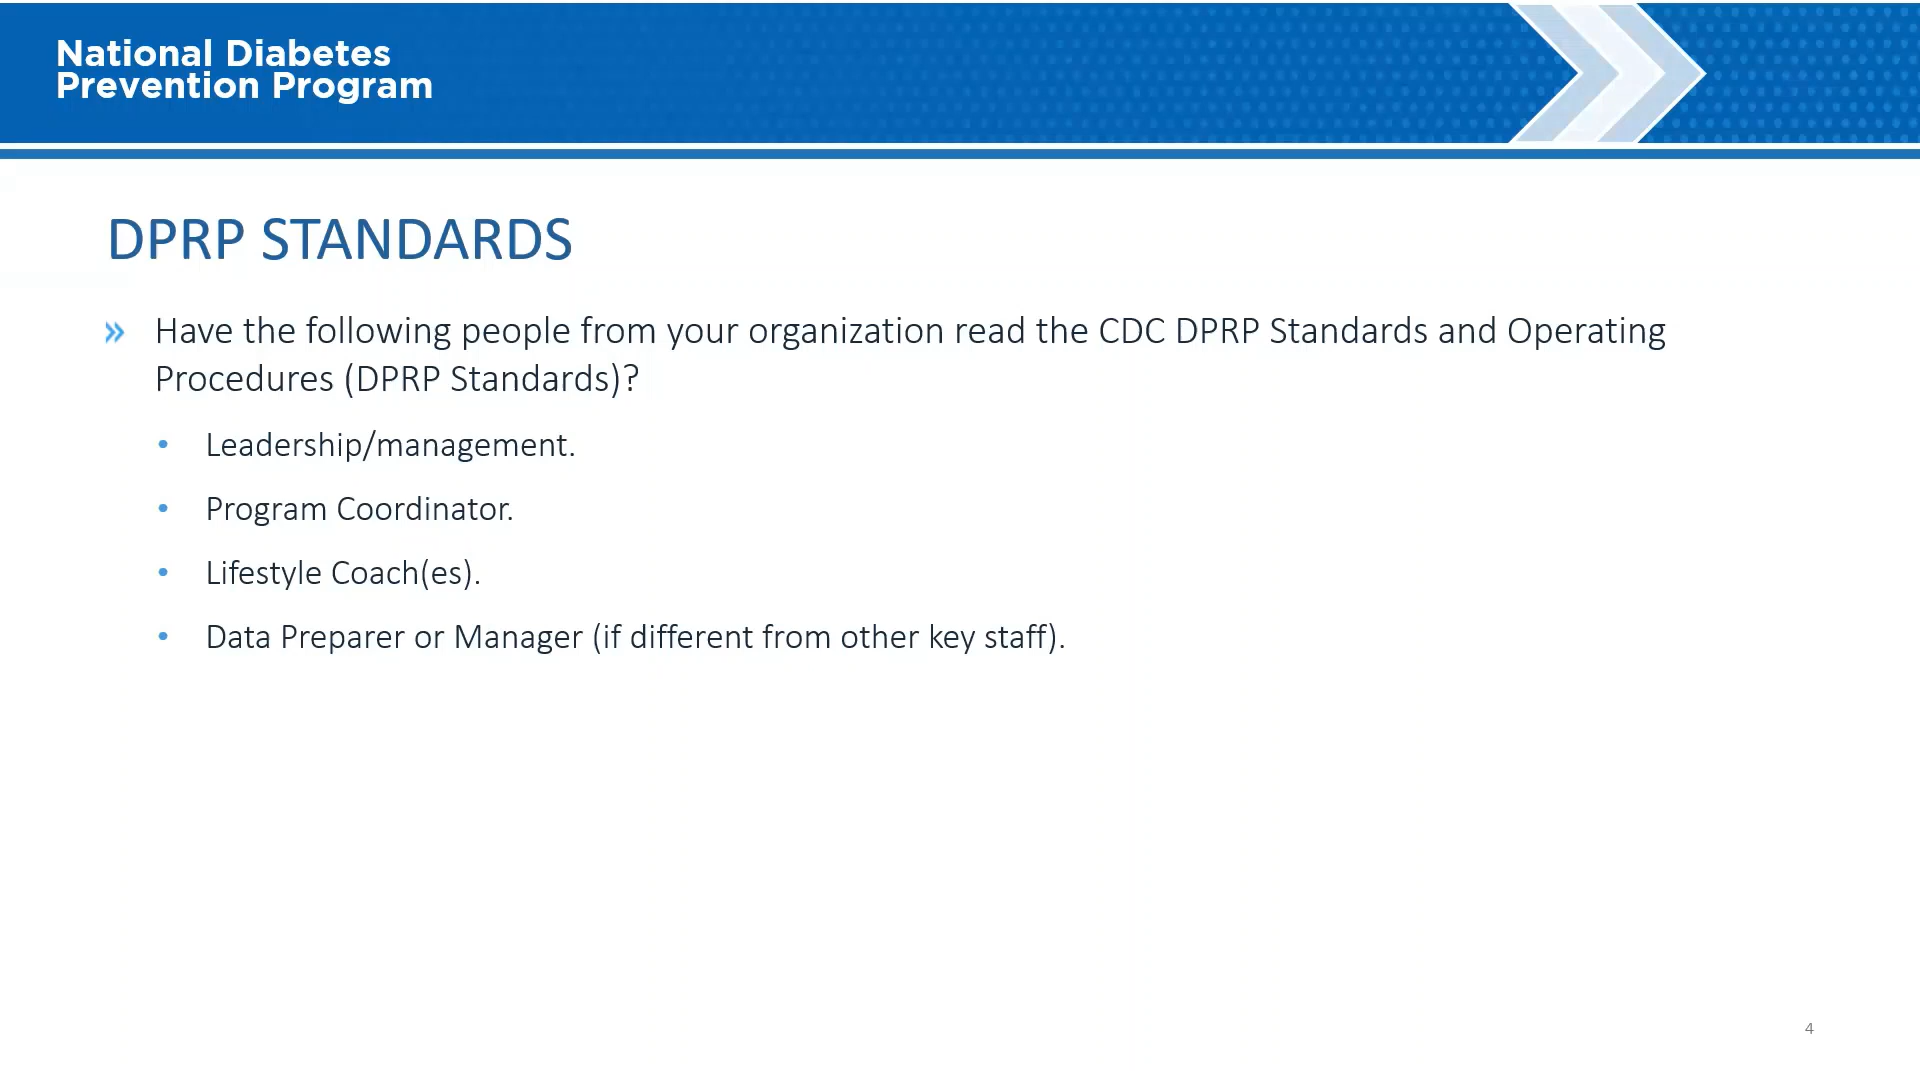 National Diabetes
Prevention Program
DPRP STANDARDS
» Have the following people from your organization read the CDC DPRP Standards and Operating
Procedures (DPRP Standards)?
• Leadership/management.
• Program Coordinator.
• Lifestyle Coach(es).
• Data Preparer or Manager (if different from other key staff).
4